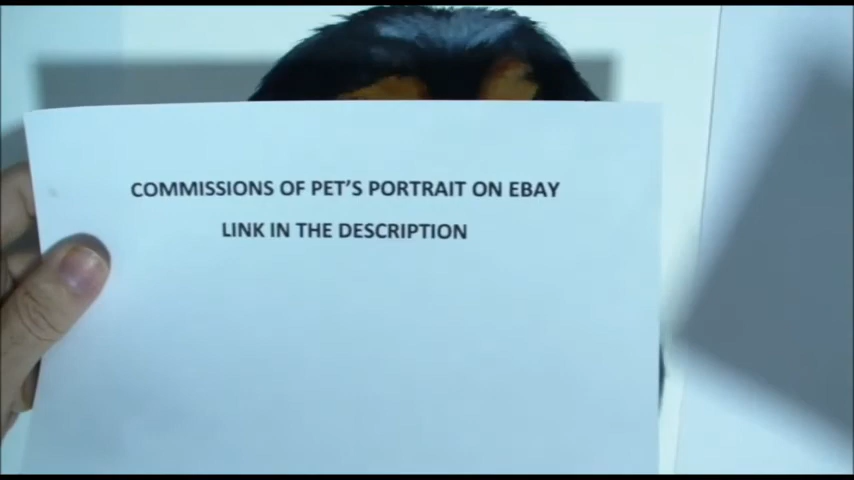 COMMISSIONS OF PET'S PORTRAIT ON EBAY
LINK IN THE DESCRIPTION